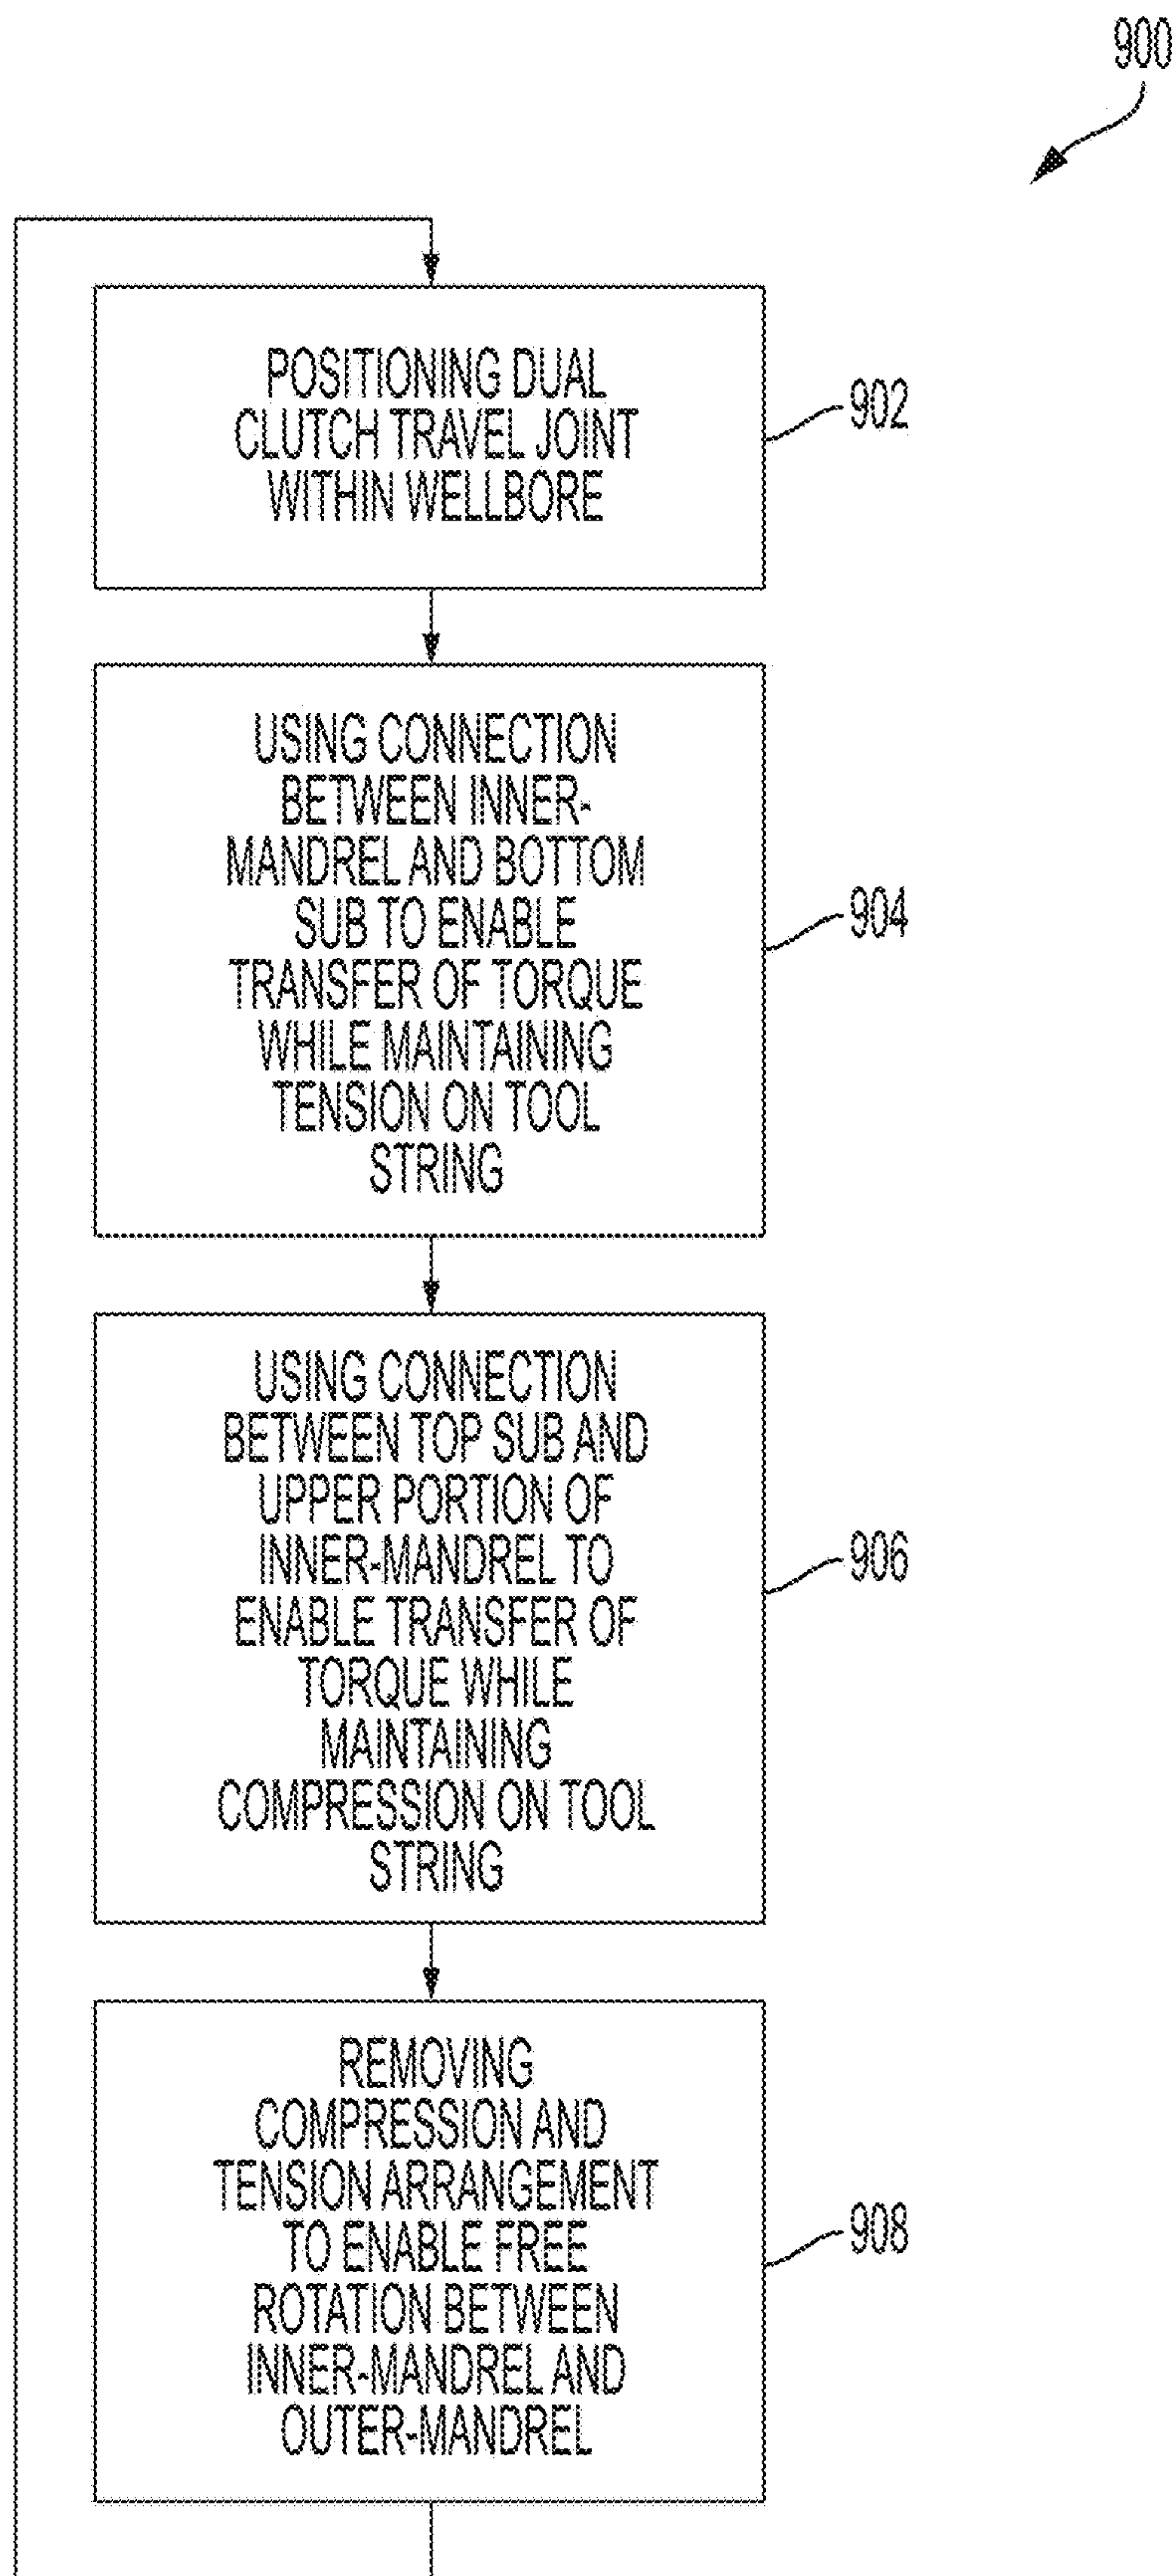 900
POSITIONING DUAL
CLUTCH TRAVEL JOINT
WITHIN WELLBORE
902
USING CONNECTION
BETWEEN INNER-
MANDREL AND BOTTOM
SUB TO ENABLE
TRANSFER OF TORQUE
WHILE MAINTAINING
TENSION ON TOOL
STRING
904
USING CONNECTION
BETWEEN TOP SUB AND
UPPER PORTION OF
INNER-MANDREL TO
ENABLE TRANSFER OF
TORQUE WHILE
MAINTAINING
COMPRESSION ON TOOL
STRING
906
REMOVING
COMPRESSION AND
TENSION ARRANGEMENT
TO ENABLE FREE
ROTATION BETWEEN
INNER-MANDREL AND
OUTER-MANDREL
908